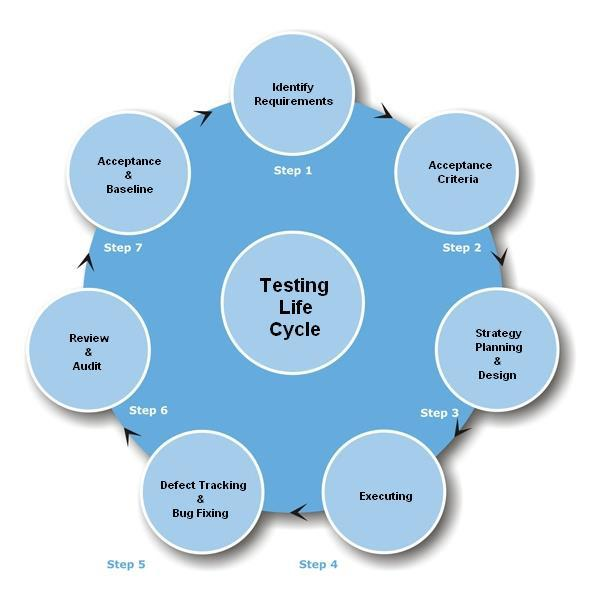 Identify
Requirements
Step 1
Acceptance
Criteria
Step 2
Strategy
Planning
&
Design
Step 3
Executing
Step 4
Defect Tracking
&
Bug Fixing
Step 5
Review
&
Audit
Step 6
Acceptance
&
Baseline
Step 7
Testing
Life
Cycle